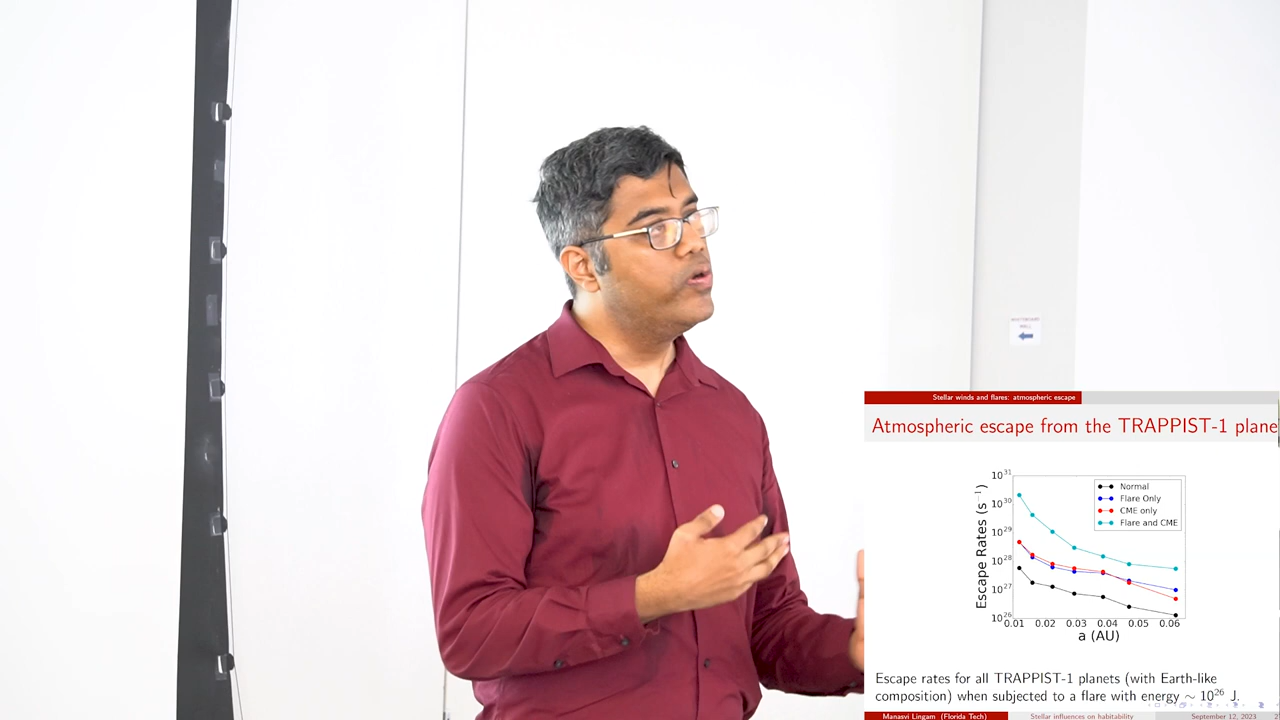 Stellar winds and flares: atmospheric escape
Atmospheric escape from the TRAPPIST-1 plane
10^31
10^30
10^29
10^28
10^27
10^26
Escape Rates (s^-1)
Normal
Flare Only
CME only
Flare and CME
0.01 0.02 0.03 0.04 0.05 0.06
a (AU)
Escape rates for all TRAPPIST-1 planets (with Earth-like
composition) when subjected to a flare with energy ~ 10^26 J.
Manasvi Lingam (Florida Tech) Stellar influences on habitability September 12, 2023